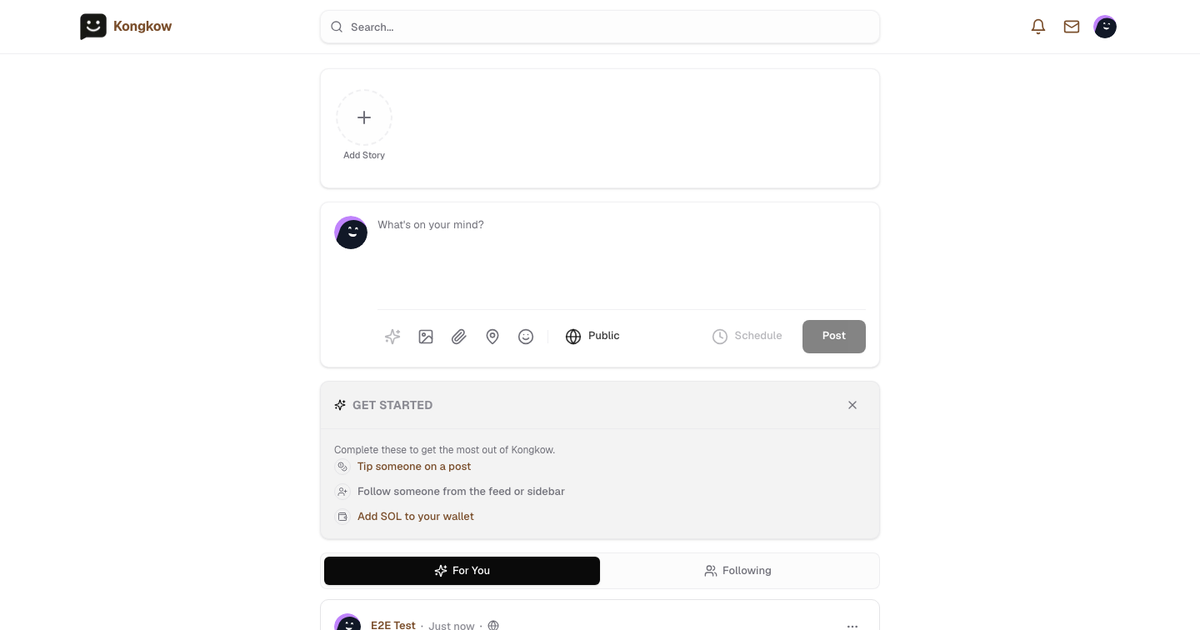 Kongkow
Search...
Add Story
What's on your mind?
Public
Schedule
Post
GET STARTED
Complete these to get the most out of Kongkow.
Tip someone on a post
Follow someone from the feed or sidebar
Add SOL to your wallet
For You
Following
E2E Test · Just now ·